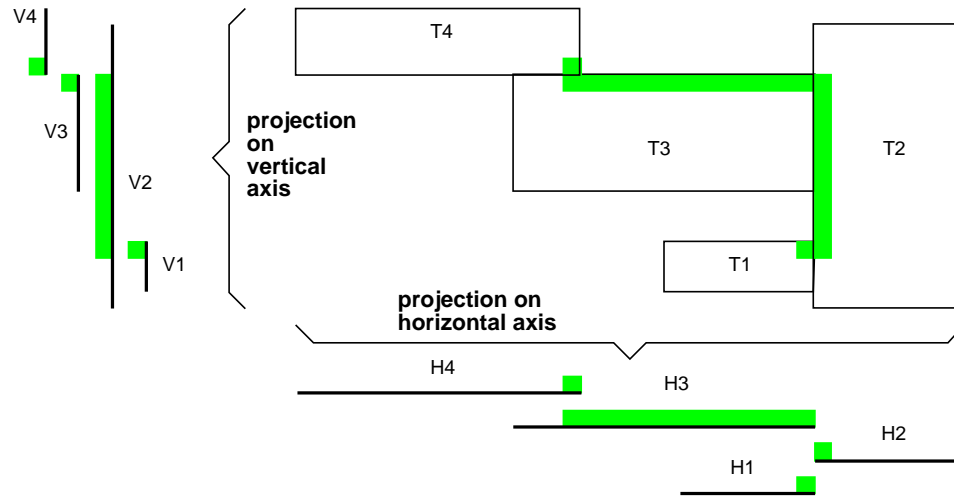 V4
T4
projection
on
vertical
axis
V3
T3
T2
V2
V1
T1
projection on
horizontal axis
H4
H3
H2
H1